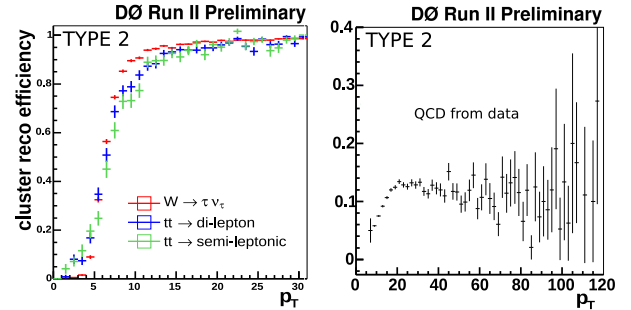 DØ Run II Preliminary
TYPE 2
cluster reco efficiency
1
0.8
0.6
0.4
0.2
0
W → τ ν_τ
tt → di-lepton
tt → semi-leptonic
0 5 10 15 20 25 30
p_T
DØ Run II Preliminary
TYPE 2
QCD from data
0.4
0.3
0.2
0.1
0
0 20 40 60 80 100 120
p_T